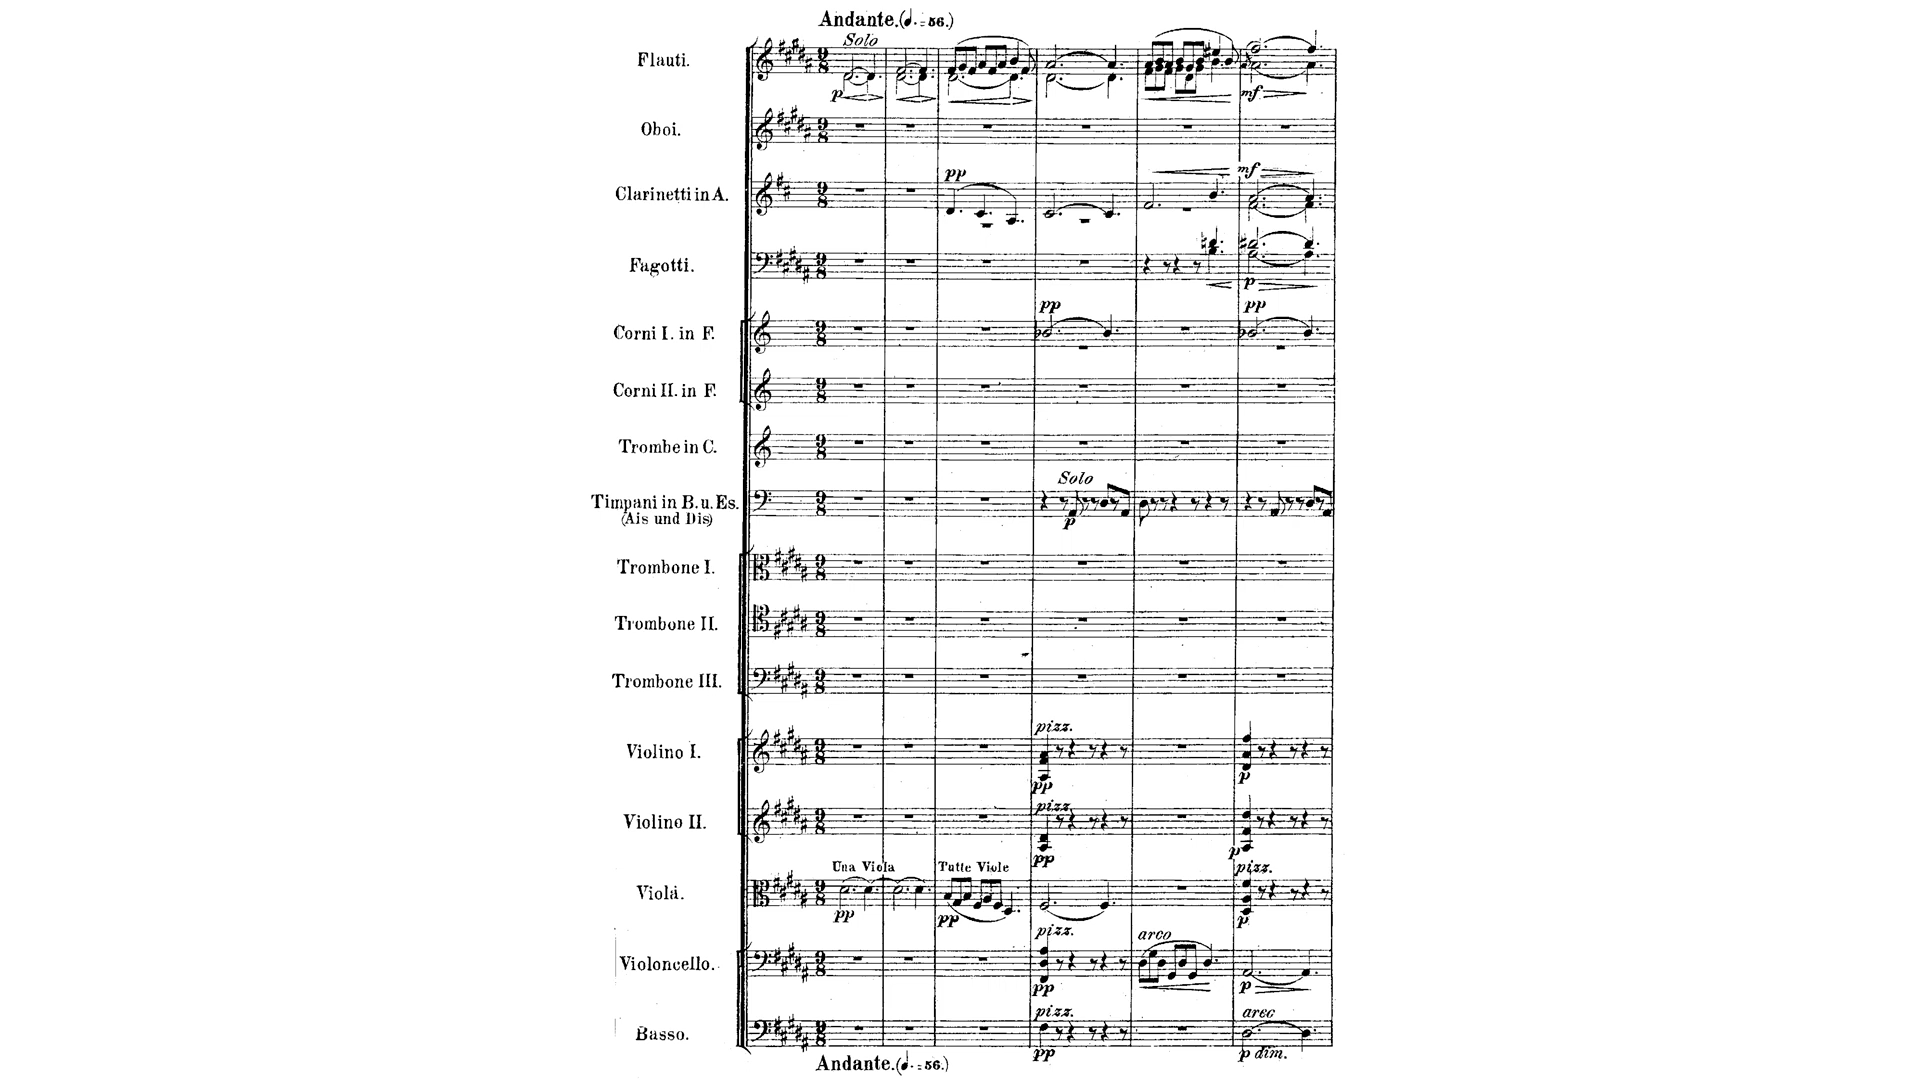 Andante.(♩. = 56.)
Solo
Flauti.
p
mf
Oboi.
pp
mf
Clarinetti in A.
Fagotti.
p
pp
pp
Corni I. in F.
Corni II. in F.
Trombe in C.
Solo
Timpani in B. u. Es.
(Ais und Dis)
p
Trombone I.
Trombone II.
Trombone III.
pizz.
Violino I.
pp
p
pizz.
Violino II.
pp
p
Una Viola
Tutte Viole
pizz.
Viola.
pp
pp
p
pizz.
arco
Violoncello.
pp
p
pizz.
arco
Basso.
pp
p dim.
Andante.(♩. = 56.)